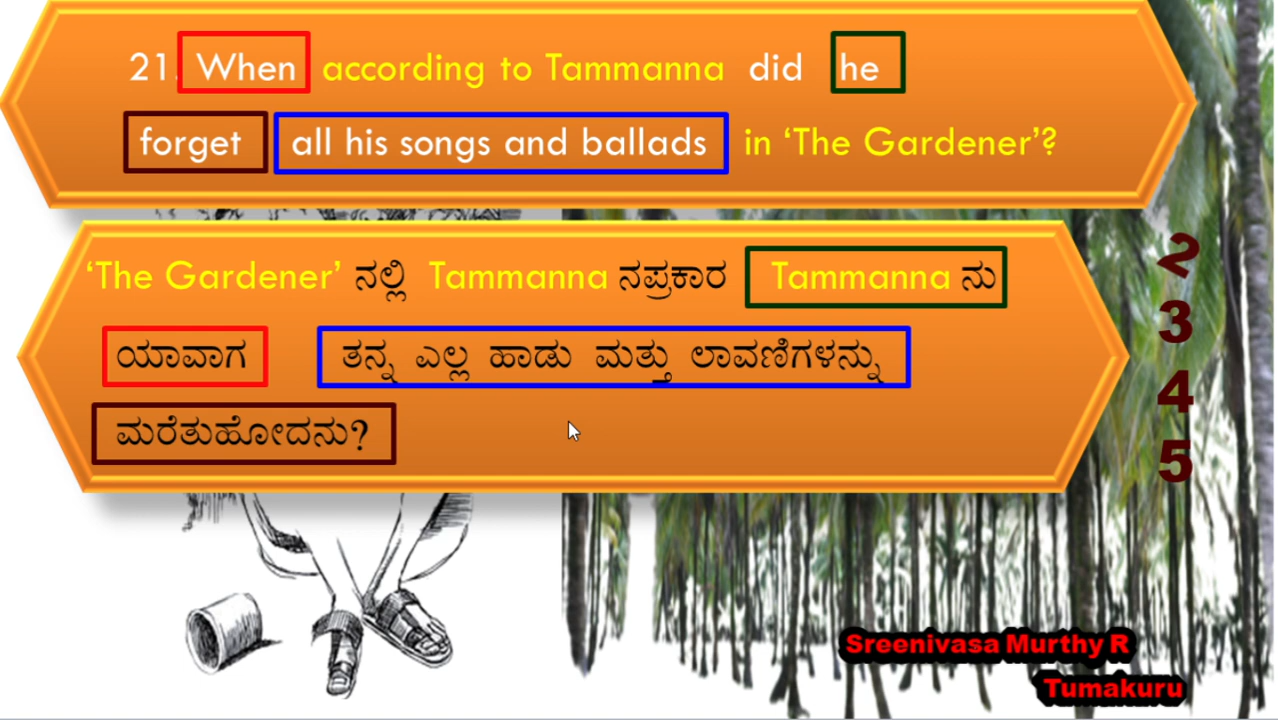 21. When according to Tammanna did he
forget all his songs and ballads in ‘The Gardener’?
‘The Gardener’ ನಲ್ಲಿ Tammanna ನಪ್ರಕಾರ Tammanna ನು
ಯಾವಾಗ ತನ್ನ ಎಲ್ಲ ಹಾಡು ಮತ್ತು ಲಾವಣಿಗಳನ್ನು
ಮರೆತುಹೋದನು?
2
3
4
5
Sreenivasa Murthy R
Tumakuru